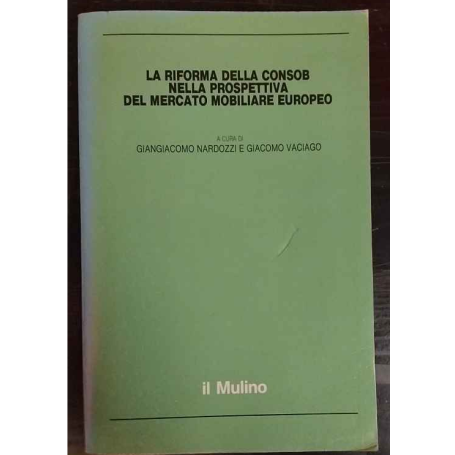 LA RIFORMA DELLA CONSOB
NELLA PROSPETTIVA
DEL MERCATO MOBILIARE EUROPEO
A CURA DI
GIANGIACOMO NARDOZZI E GIACOMO VACIAGO
il Mulino